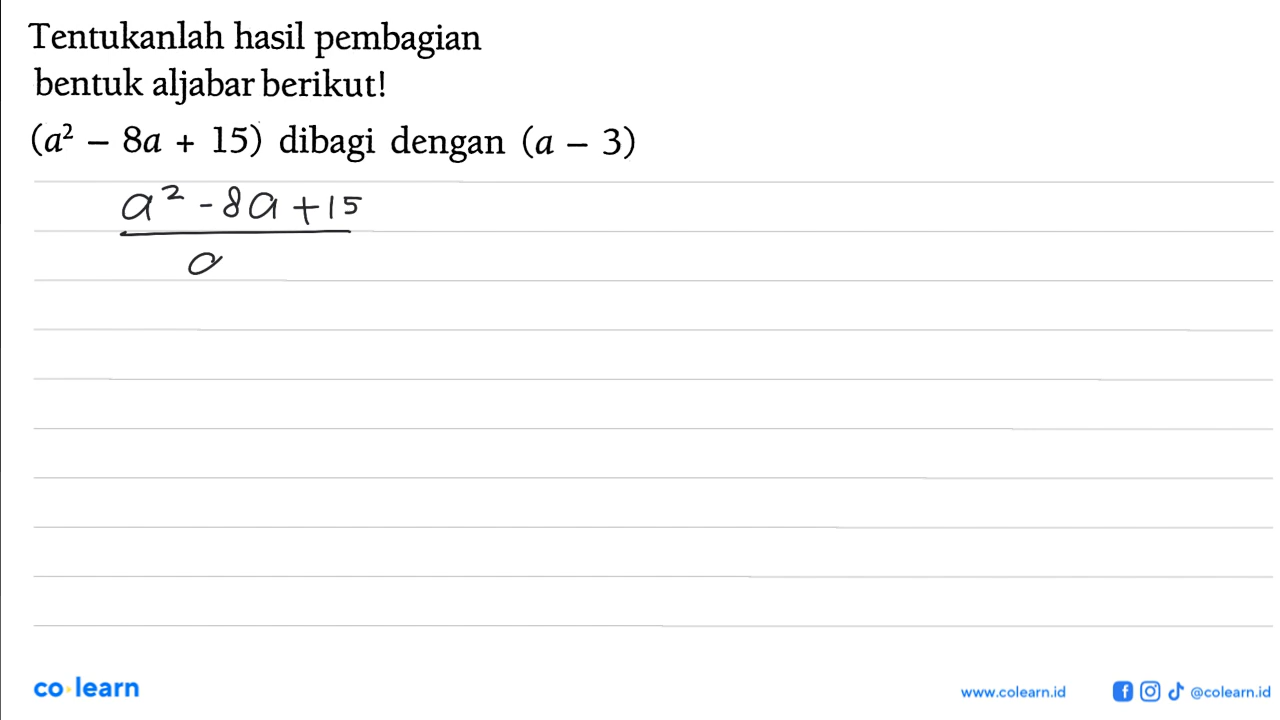 Tentukanlah hasil pembagian
bentuk aljabar berikut!
(a² – 8a + 15) dibagi dengan (a – 3)
a² - 8a + 15
a
co learn
www.colearn.id
@colearn.id